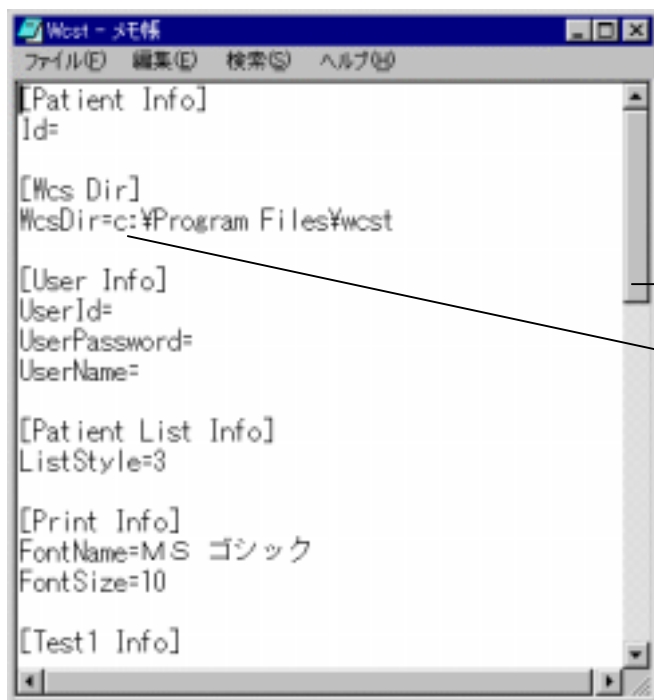 Wcst - メモ帳
ファイル(F) 編集(E) 検索(S) ヘルプ(H)
[Patient Info]
Id=
[Wcs Dir]
WcsDir=c:¥Program Files¥wcst
[User Info]
UserId=
UserPassword=
UserName=
[Patient List Info]
ListStyle=3
[Print Info]
FontName=ＭＳ ゴシック
FontSize=10
[Test1 Info]